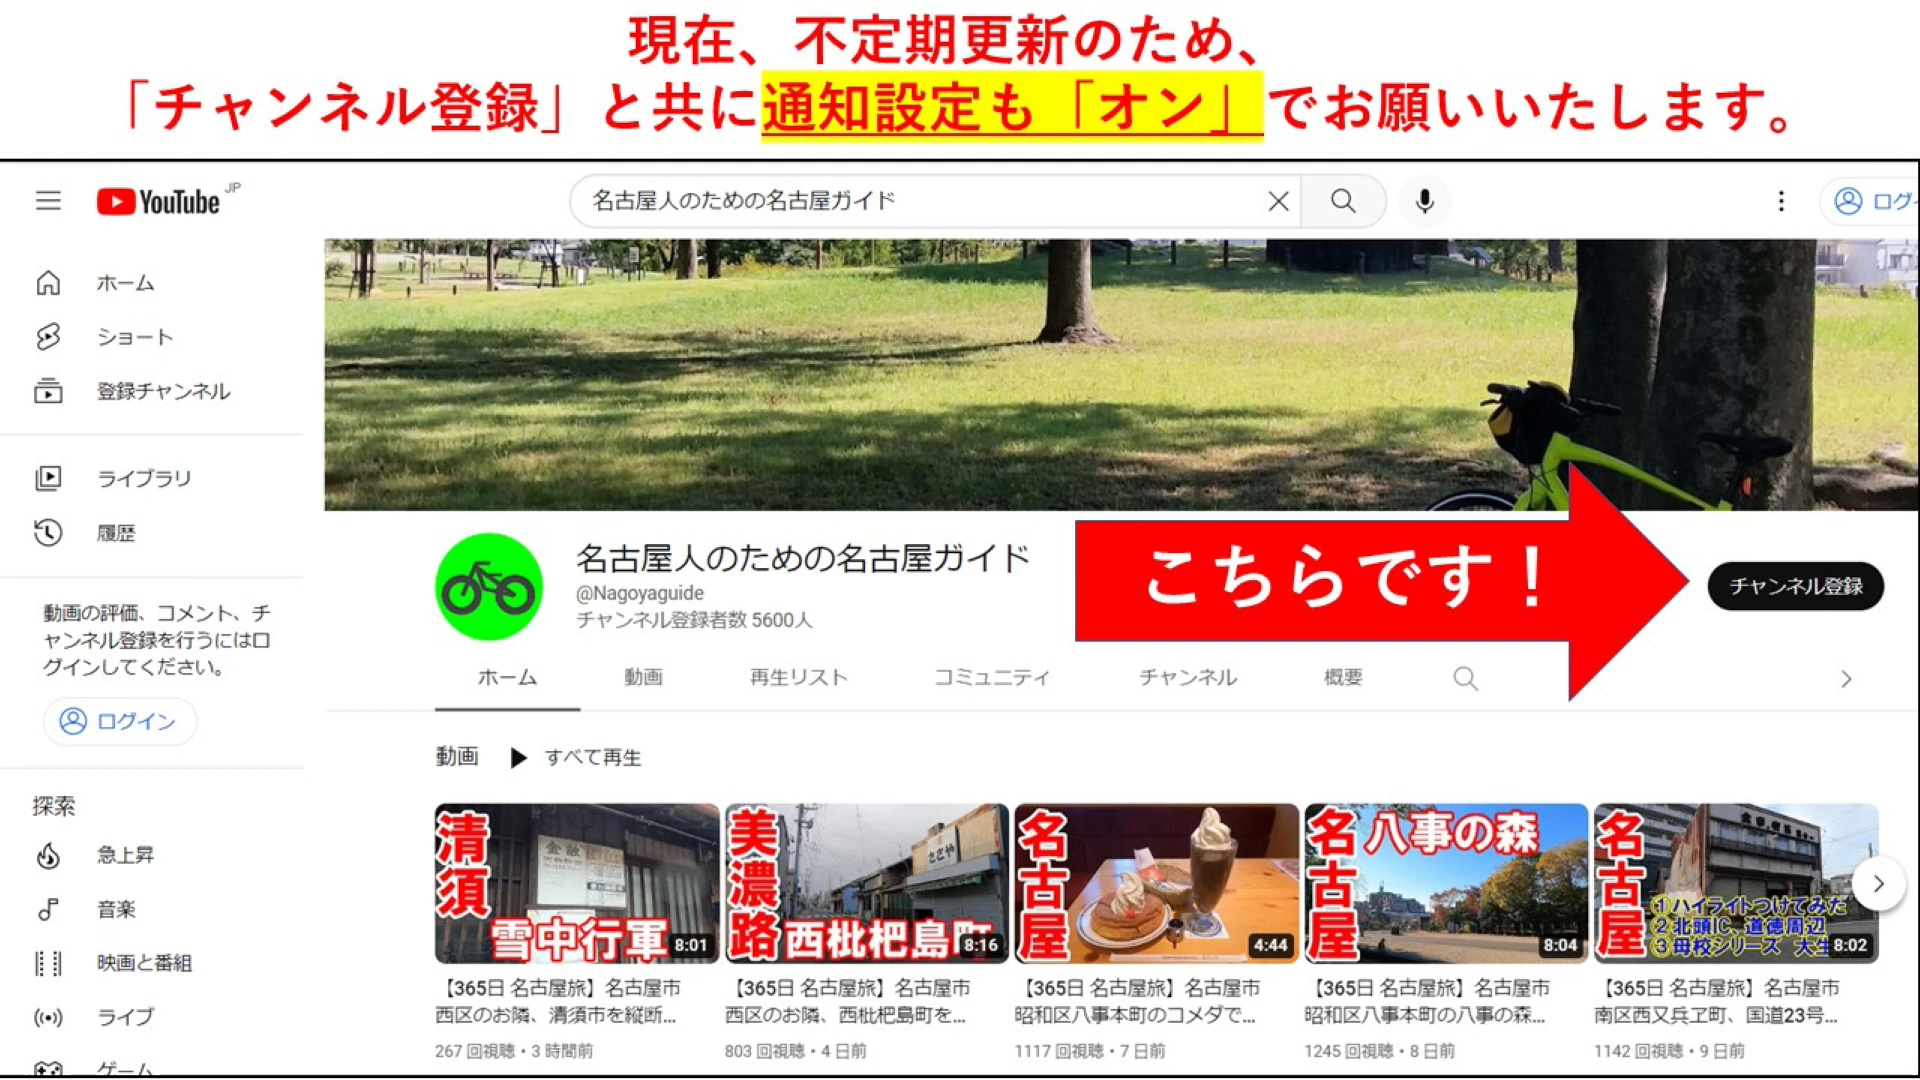 現在、不定期更新のため、
「チャンネル登録」と共に通知設定も「オン」でお願いいたします。
YouTube JP
名古屋人のための名古屋ガイド
ログイ
ホーム
ショート
登録チャンネル
ライブラリ
履歴
動画の評価、コメント、チ
ャンネル登録を行うにはロ
グインしてください。
ログイン
探索
急上昇
音楽
映画と番組
ライブ
ゲーム
名古屋人のための名古屋ガイド
@Nagoyaguide
チャンネル登録者数 5600人
こちらです！
チャンネル登録
ホーム
動画
再生リスト
コミュニティ
チャンネル
概要
動画
すべて再生
清須
雪中行軍
8:01
美濃路
西枇杷島町
8:16
名古屋
4:44
名古屋
八事の森
8:04
名古屋
①ハイライトつけてみた
②北頭IC、道徳周辺
③母校シリーズ 大生
8:02
【365日 名古屋旅】名古屋市
西区のお隣、清須市を縦断...
267 回視聴・3 時間前
【365日 名古屋旅】名古屋市
西区のお隣、西枇杷島町を...
803 回視聴・4 日前
【365日 名古屋旅】名古屋市
昭和区八事本町のコメダで...
1117 回視聴・7 日前
【365日 名古屋旅】名古屋市
昭和区八事本町の八事の森...
1245 回視聴・8 日前
【365日 名古屋旅】名古屋市
南区西又兵ヱ町、国道23号...
1142 回視聴・9 日前